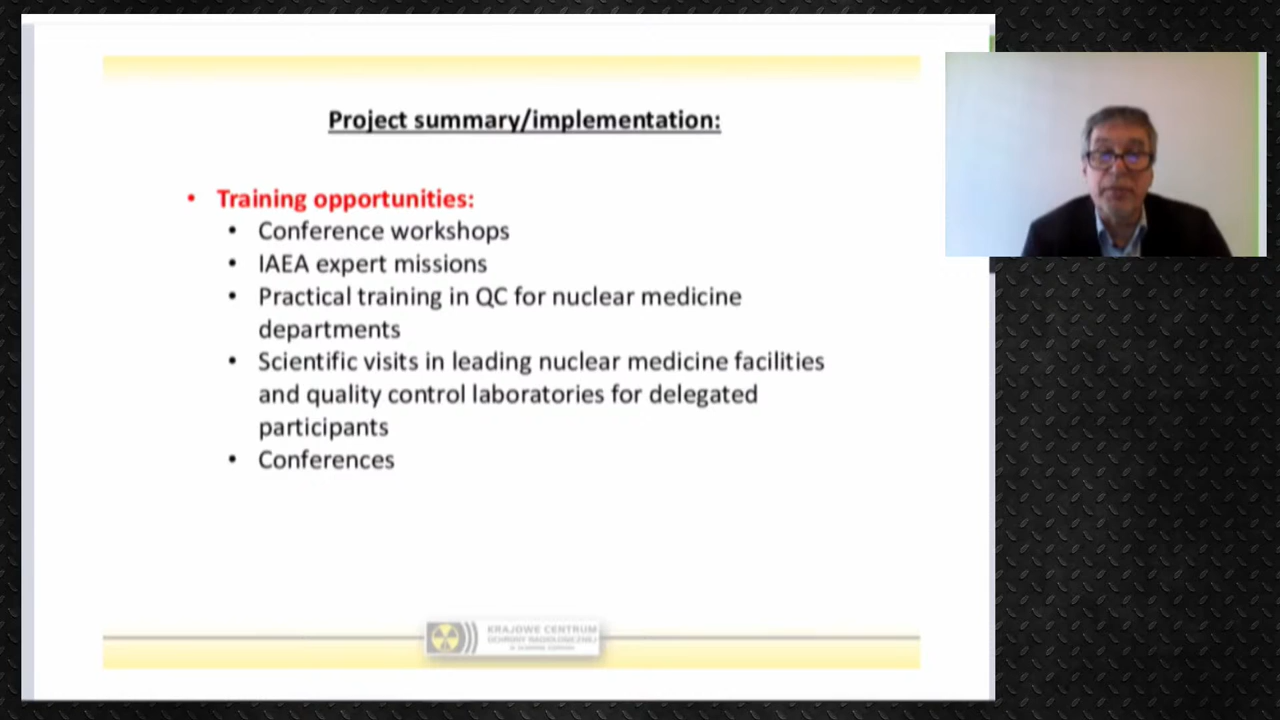 Project summary/implementation:
• Training opportunities:
• Conference workshops
• IAEA expert missions
• Practical training in QC for nuclear medicine
departments
• Scientific visits in leading nuclear medicine facilities
and quality control laboratories for delegated
participants
• Conferences
KRAJOWE CENTRUM
OCHRONY RADIOLOGICZNEJ